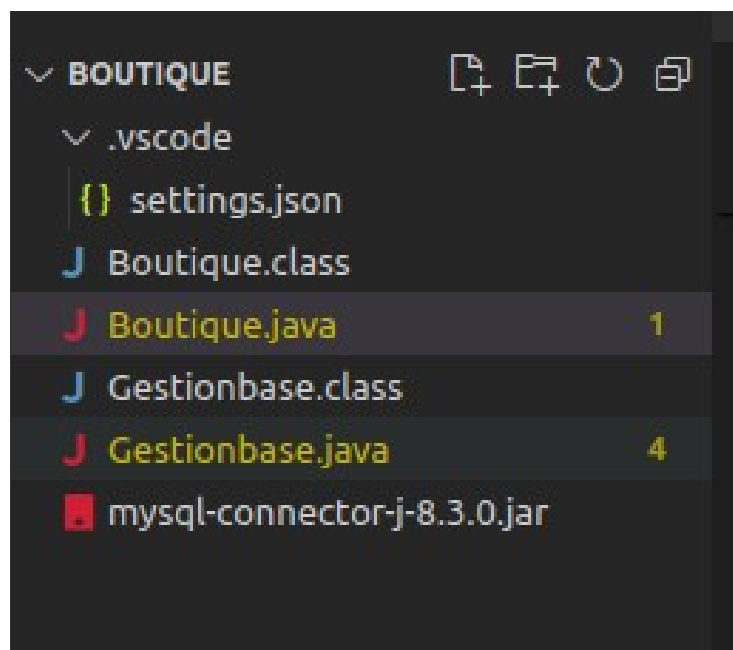 BOUTIQUE
.vscode
{} settings.json
J Boutique.class
J Boutique.java 1
J Gestionbase.class
J Gestionbase.java 4
mysql-connector-j-8.3.0.jar